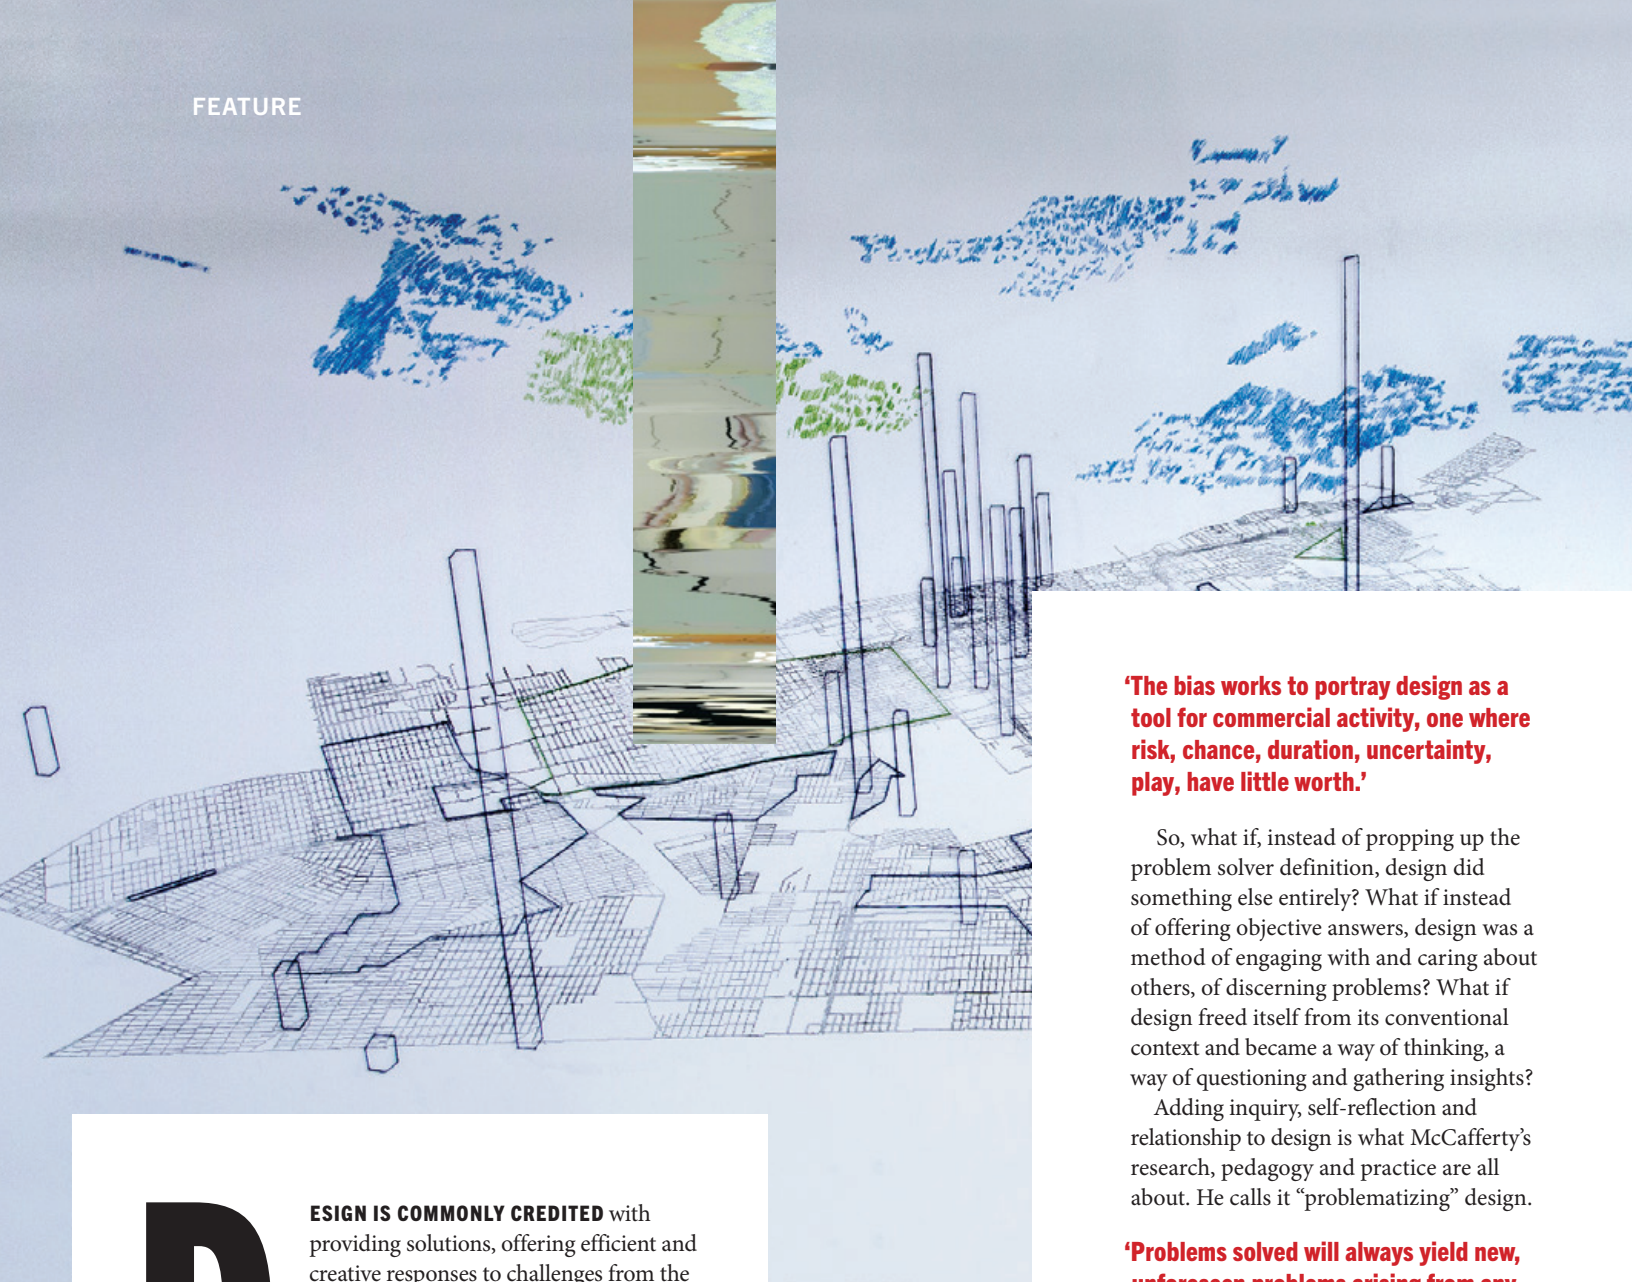 FEATURE
DESIGN IS COMMONLY CREDITED with
providing solutions, offering efficient and
creative responses to challenges from the
‘The bias works to portray design as a
tool for commercial activity, one where
risk, chance, duration, uncertainty,
play, have little worth.’
So, what if, instead of propping up the
problem solver definition, design did
something else entirely? What if instead
of offering objective answers, design was a
method of engaging with and caring about
others, of discerning problems? What if
design freed itself from its conventional
context and became a way of thinking, a
way of questioning and gathering insights?
Adding inquiry, self-reflection and
relationship to design is what McCafferty’s
research, pedagogy and practice are all
about. He calls it “problematizing” design.
‘Problems solved will always yield new,
unforeseen problems arising from any